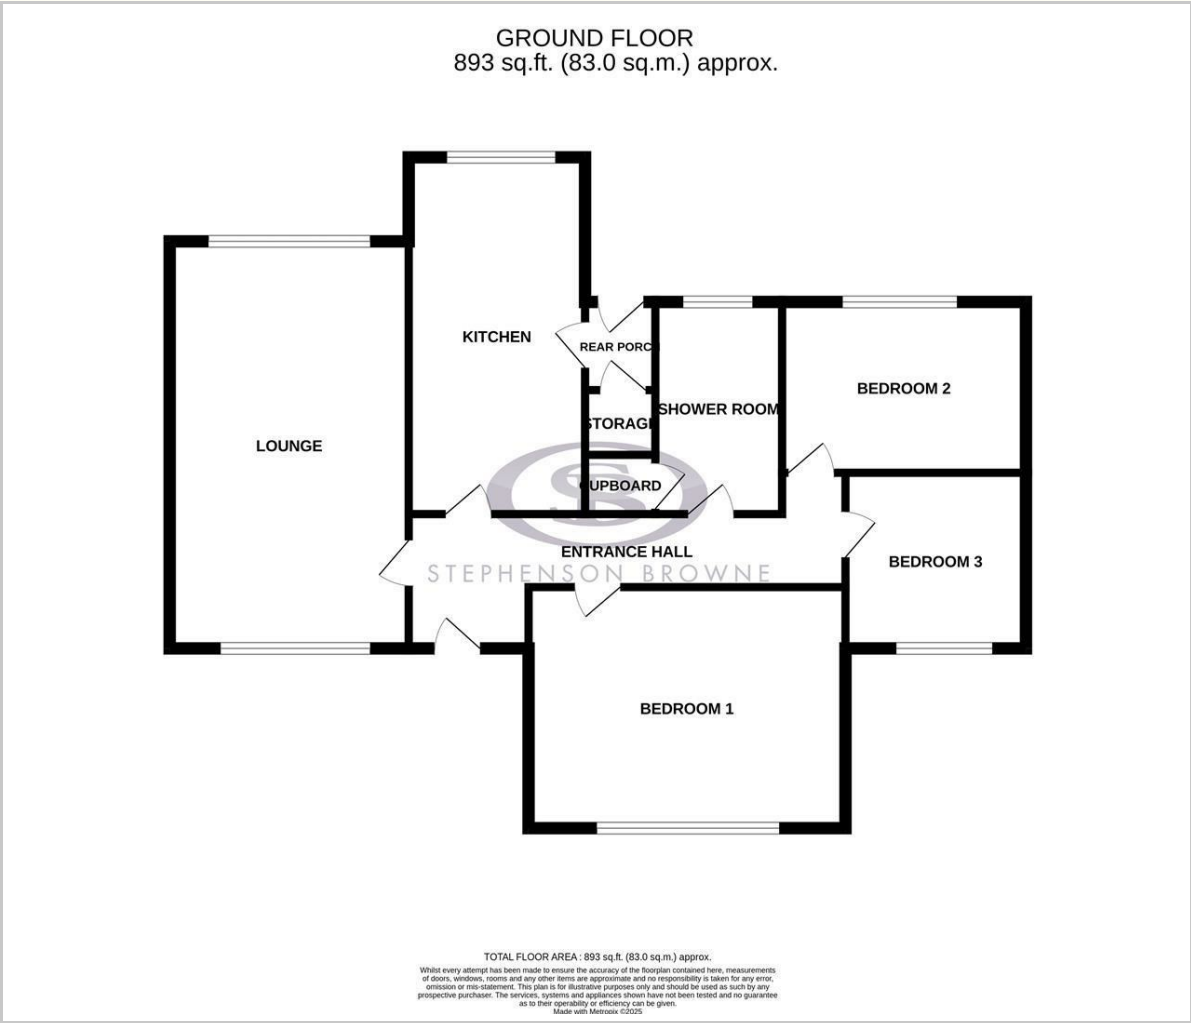 GROUND FLOOR
893 sq.ft. (83.0 sq.m.) approx.
KITCHEN
REAR PORCH
BEDROOM 2
SHOWER ROOM
STORAGE
LOUNGE
CUPBOARD
SB
ENTRANCE HALL
BEDROOM 3
STEPHENSON BROWNE
BEDROOM 1
TOTAL FLOOR AREA : 893 sq.ft. (83.0 sq.m.) approx.
Whilst every attempt has been made to ensure the accuracy of the floorplan contained here, measurements
of doors, windows, rooms and any other items are approximate and no responsibility is taken for any error,
omission or mis-statement. This plan is for illustrative purposes only and should be used as such by any
prospective purchaser. The services, systems and appliances shown have not been tested and no guarantee
as to their operability or efficiency can be given.
Made with Metropix ©2025